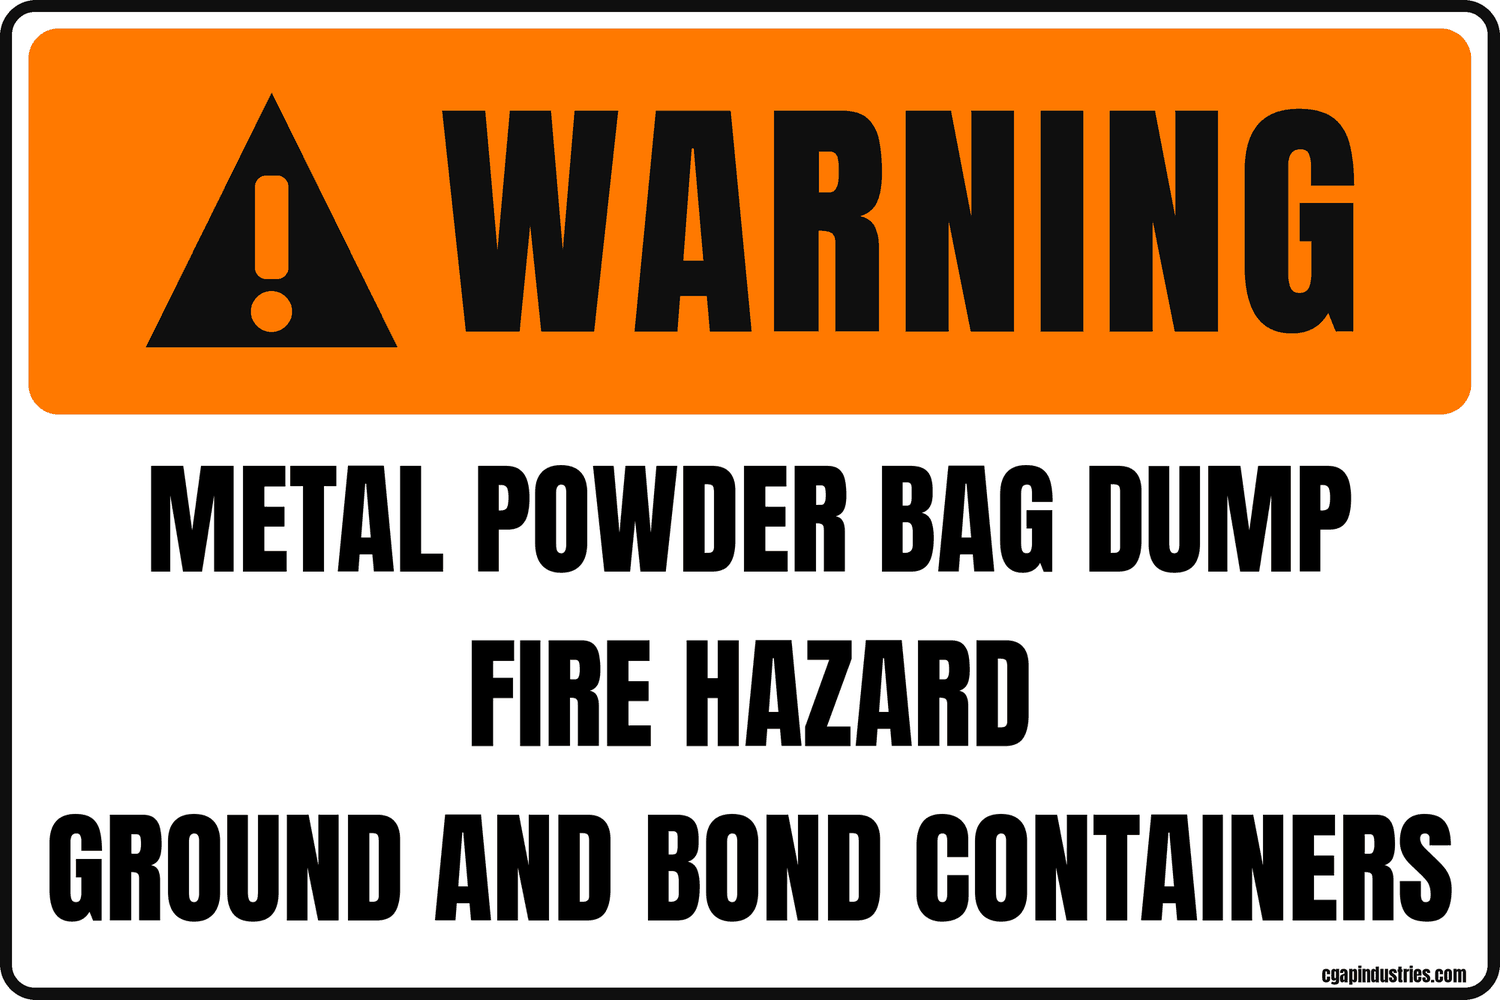 WARNING
METAL POWDER BAG DUMP
FIRE HAZARD
GROUND AND BOND CONTAINERS
cgapindustries.com